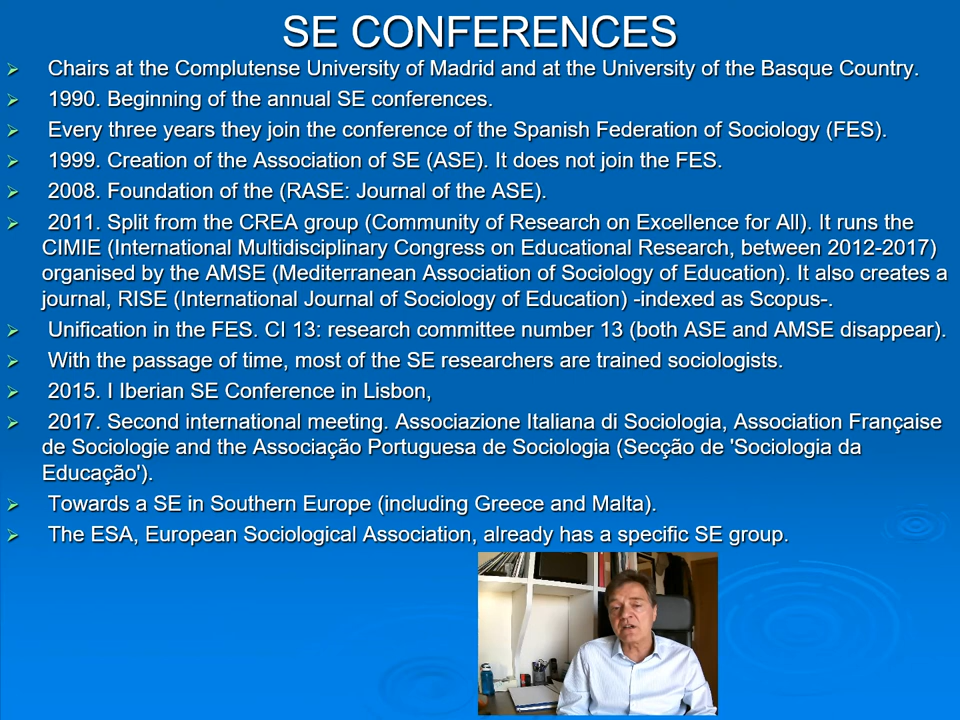 SE CONFERENCES
Chairs at the Complutense University of Madrid and at the University of the Basque Country.
1990. Beginning of the annual SE conferences.
Every three years they join the conference of the Spanish Federation of Sociology (FES).
1999. Creation of the Association of SE (ASE). It does not join the FES.
2008. Foundation of the (RASE: Journal of the ASE).
2011. Split from the CREA group (Community of Research on Excellence for All). It runs the
CIMIE (International Multidisciplinary Congress on Educational Research, between 2012-2017)
organised by the AMSE (Mediterranean Association of Sociology of Education). It also creates a
journal, RISE (International Journal of Sociology of Education) -indexed as Scopus-.
Unification in the FES. CI 13: research committee number 13 (both ASE and AMSE disappear).
With the passage of time, most of the SE researchers are trained sociologists.
2015. I Iberian SE Conference in Lisbon,
2017. Second international meeting. Associazione Italiana di Sociologia, Association Française
de Sociologie and the Associação Portuguesa de Sociologia (Secção de 'Sociologia da
Educação').
Towards a SE in Southern Europe (including Greece and Malta).
The ESA, European Sociological Association, already has a specific SE group.